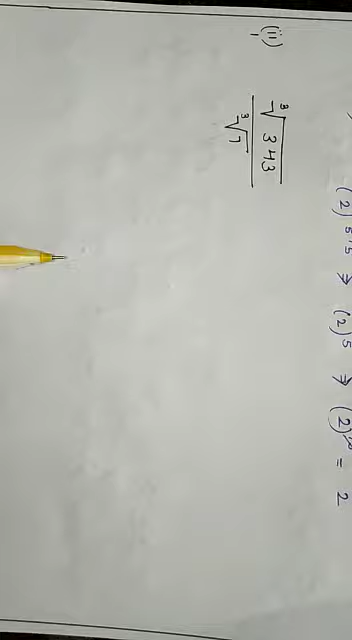 (2)^5/5 ⇒ (2)^5 ⇒ (2) = 2
(ii) ∛343
∛7